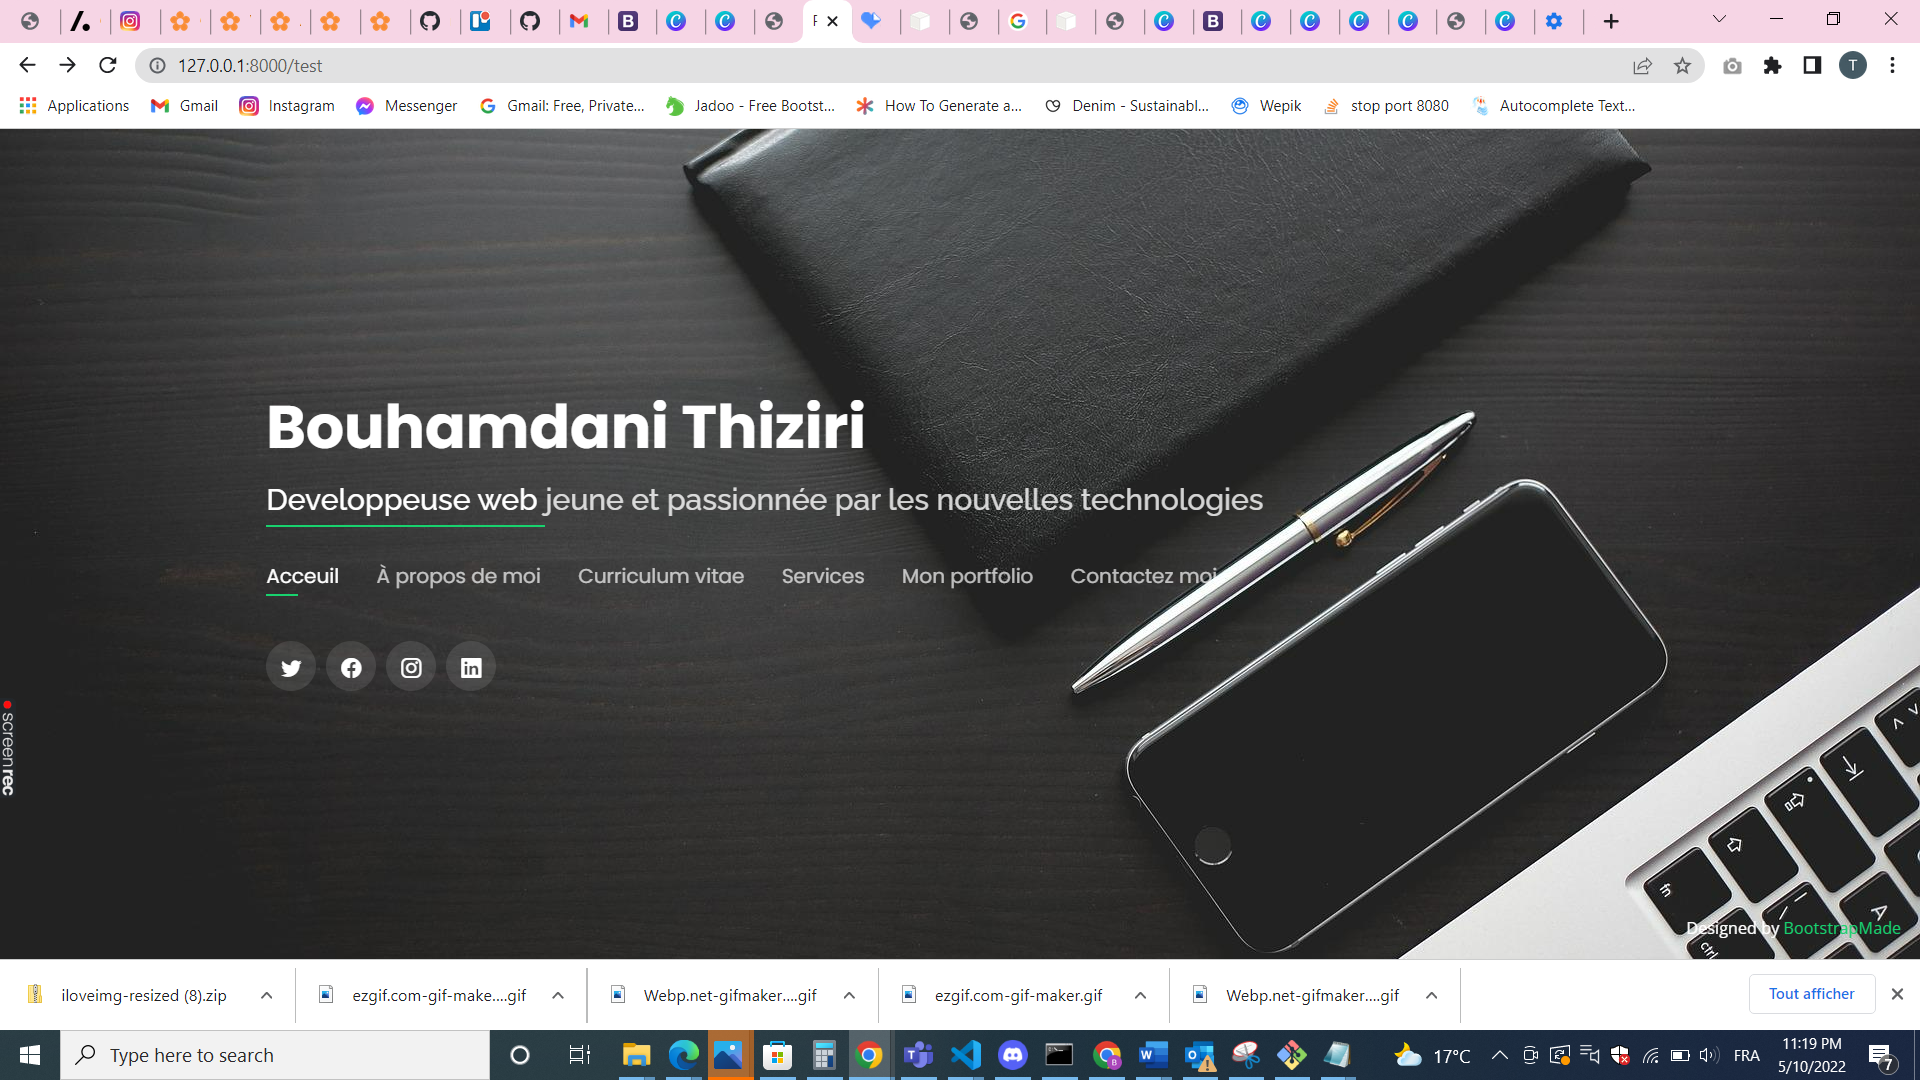 127.0.0.1:8000/test
Applications
Gmail
Instagram
Messenger
Gmail: Free, Private...
Jadoo - Free Bootst...
How To Generate a...
Denim - Sustainabl...
Wepik
stop port 8080
Autocomplete Text...
Bouhamdani Thiziri
Developpeuse web jeune et passionnée par les nouvelles technologies
Acceuil
À propos de moi
Curriculum vitae
Services
Mon portfolio
Contactez moi
screenrec
Designed by BootstrapMade
iloveimg-resized (8).zip
ezgif.com-gif-make....gif
Webp.net-gifmaker....gif
ezgif.com-gif-maker.gif
Webp.net-gifmaker....gif
Tout afficher
Type here to search
17°C
FRA
11:19 PM
5/10/2022
7